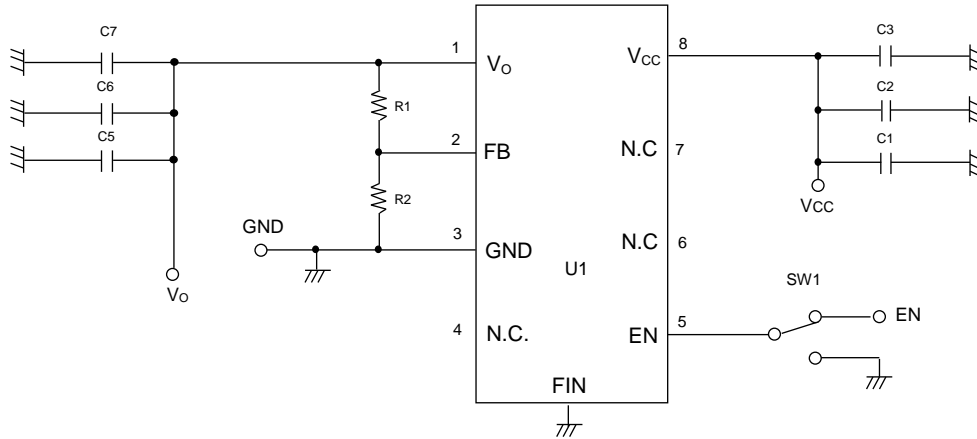 C7
C6
C5
1
VO
R1
2
FB
R2
GND
3
GND
VO
4
N.C.
U1
FIN
8
VCC
C3
C2
C1
VCC
N.C
7
N.C
6
SW1
5
EN
EN